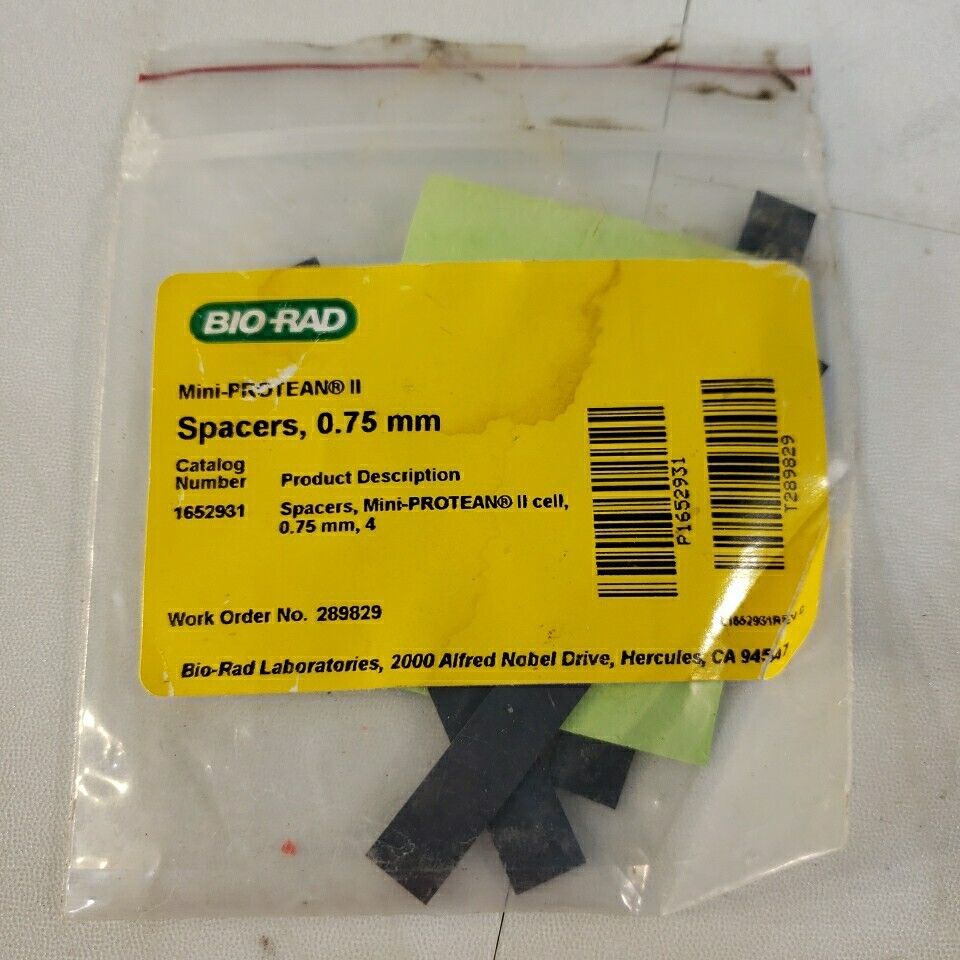 BIO-RAD
Mini-PROTEAN® II
Spacers, 0.75 mm
Catalog
Number
Product Description
1652931
Spacers, Mini-PROTEAN® II cell,
0.75 mm, 4
P1652931
T289829
Work Order No. 289829
Bio-Rad Laboratories, 2000 Alfred Nobel Drive, Hercules, CA 94547